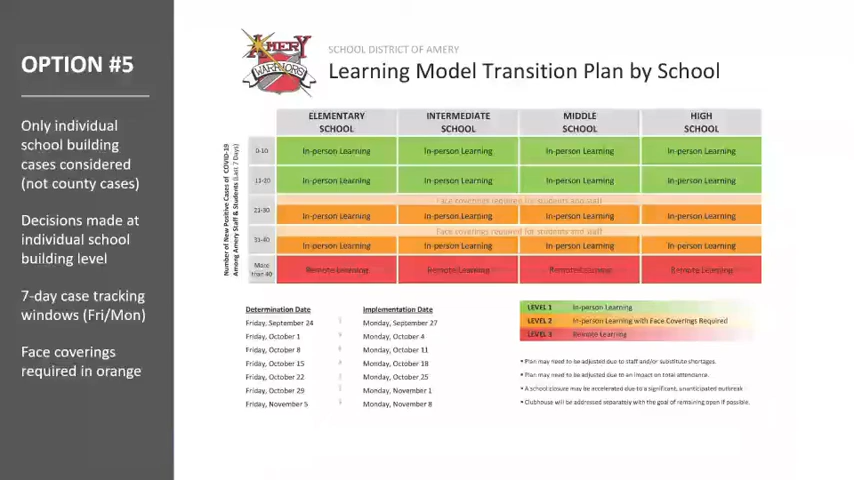 OPTION #5
Only individual
school building
cases considered
(not county cases)
Decisions made at
individual school
building level
7-day case tracking
windows (Fri/Mon)
Face coverings
required in orange
AMERY
WARRIORS
SCHOOL DISTRICT OF AMERY
Learning Model Transition Plan by School
ELEMENTARY SCHOOL INTERMEDIATE SCHOOL MIDDLE SCHOOL HIGH SCHOOL
Number of New Positive Cases of COVID-19
Among Amery Staff & Students (Last 7 Days)
0-10 In-person Learning In-person Learning In-person Learning In-person Learning
11-20 In-person Learning In-person Learning In-person Learning In-person Learning
Face coverings required for students and staff
21-30 In-person Learning In-person Learning In-person Learning In-person Learning
Face coverings required for students and staff
31-40 In-person Learning In-person Learning In-person Learning In-person Learning
More than 40 Remote Learning Remote Learning Remote Learning Remote Learning
Determination Date Implementation Date
Friday, September 24 Monday, September 27
Friday, October 1 Monday, October 4
Friday, October 8 Monday, October 11
Friday, October 15 Monday, October 18
Friday, October 22 Monday, October 25
Friday, October 29 Monday, November 1
Friday, November 5 Monday, November 8
LEVEL 1 In-person Learning
LEVEL 2 In-person Learning with Face Coverings Required
LEVEL 3 Remote Learning
• Plan may need to be adjusted due to staff and/or substitute shortages.
• Plan may need to be adjusted due to an impact on total attendance.
• A school closure may be accelerated due to a significant, unanticipated outbreak
• Clubhouse will be addressed separately with the goal of remaining open if possible.